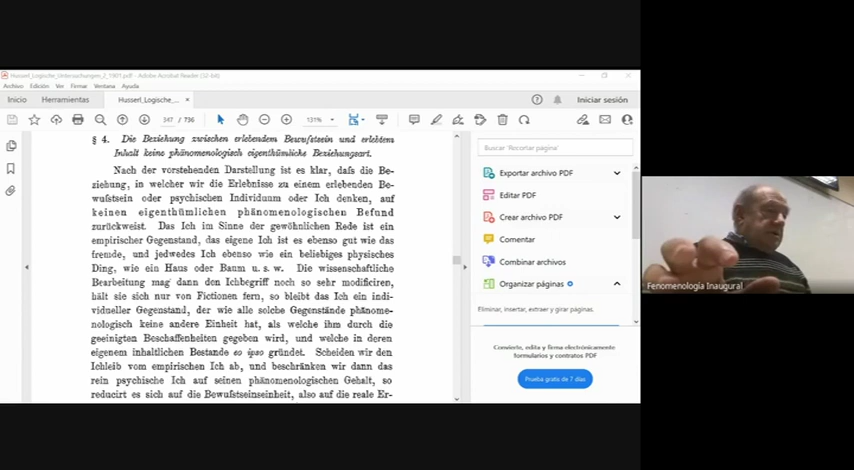 Husserl_Logische_Untersuchungen_2_1901.pdf - Adobe Acrobat Reader (32-bit)
Archivo Edición Ver Firmar Ventana Ayuda
Inicio Herramientas Husserl_Logische_... × Iniciar sesión
347 / 736 131%
§ 4. Die Beziehung zwischen erlebendem Bewufstsein und erlebtem
Inhalt keine phänomenologisch eigenthümliche Beziehungsart.
Nach der vorstehenden Darstellung ist es klar, dafs die Be-
ziehung, in welcher wir die Erlebnisse zu einem erlebenden Be-
wufstsein oder psychischen Individuum oder Ich denken, auf
keinen eigenthümlichen phänomenologischen Befund
zurückweist. Das Ich im Sinne der gewöhnlichen Rede ist ein
empirischer Gegenstand, das eigene Ich ist es ebenso gut wie das
fremde, und jedwedes Ich ebenso wie ein beliebiges physisches
Ding, wie ein Haus oder Baum u. s. w. Die wissenschaftliche
Bearbeitung mag dann den Ichbegriff noch so sehr modificiren,
hält sie sich nur von Fictionen fern, so bleibt das Ich ein indi-
vidueller Gegenstand, der wie alle solche Gegenstände phänome-
nologisch keine andere Einheit hat, als welche ihm durch die
geeinigten Beschaffenheiten gegeben wird, und welche in deren
eigenem inhaltlichen Bestande eo ipso gründet. Scheiden wir den
Ichleib vom empirischen Ich ab, und beschränken wir dann das
rein psychische Ich auf seinen phänomenologischen Gehalt, so
reducirt es sich auf die Bewufstseinseinheit, also auf die reale Er-
Buscar 'Recortar página'
Exportar archivo PDF
Editar PDF
Crear archivo PDF
Comentar
Combinar archivos
Organizar páginas
Eliminar, insertar, extraer y girar páginas.
Convierte, edita y firma electrónicamente
formularios y contratos PDF
Prueba gratis de 7 días
Fenomenología Inaugural